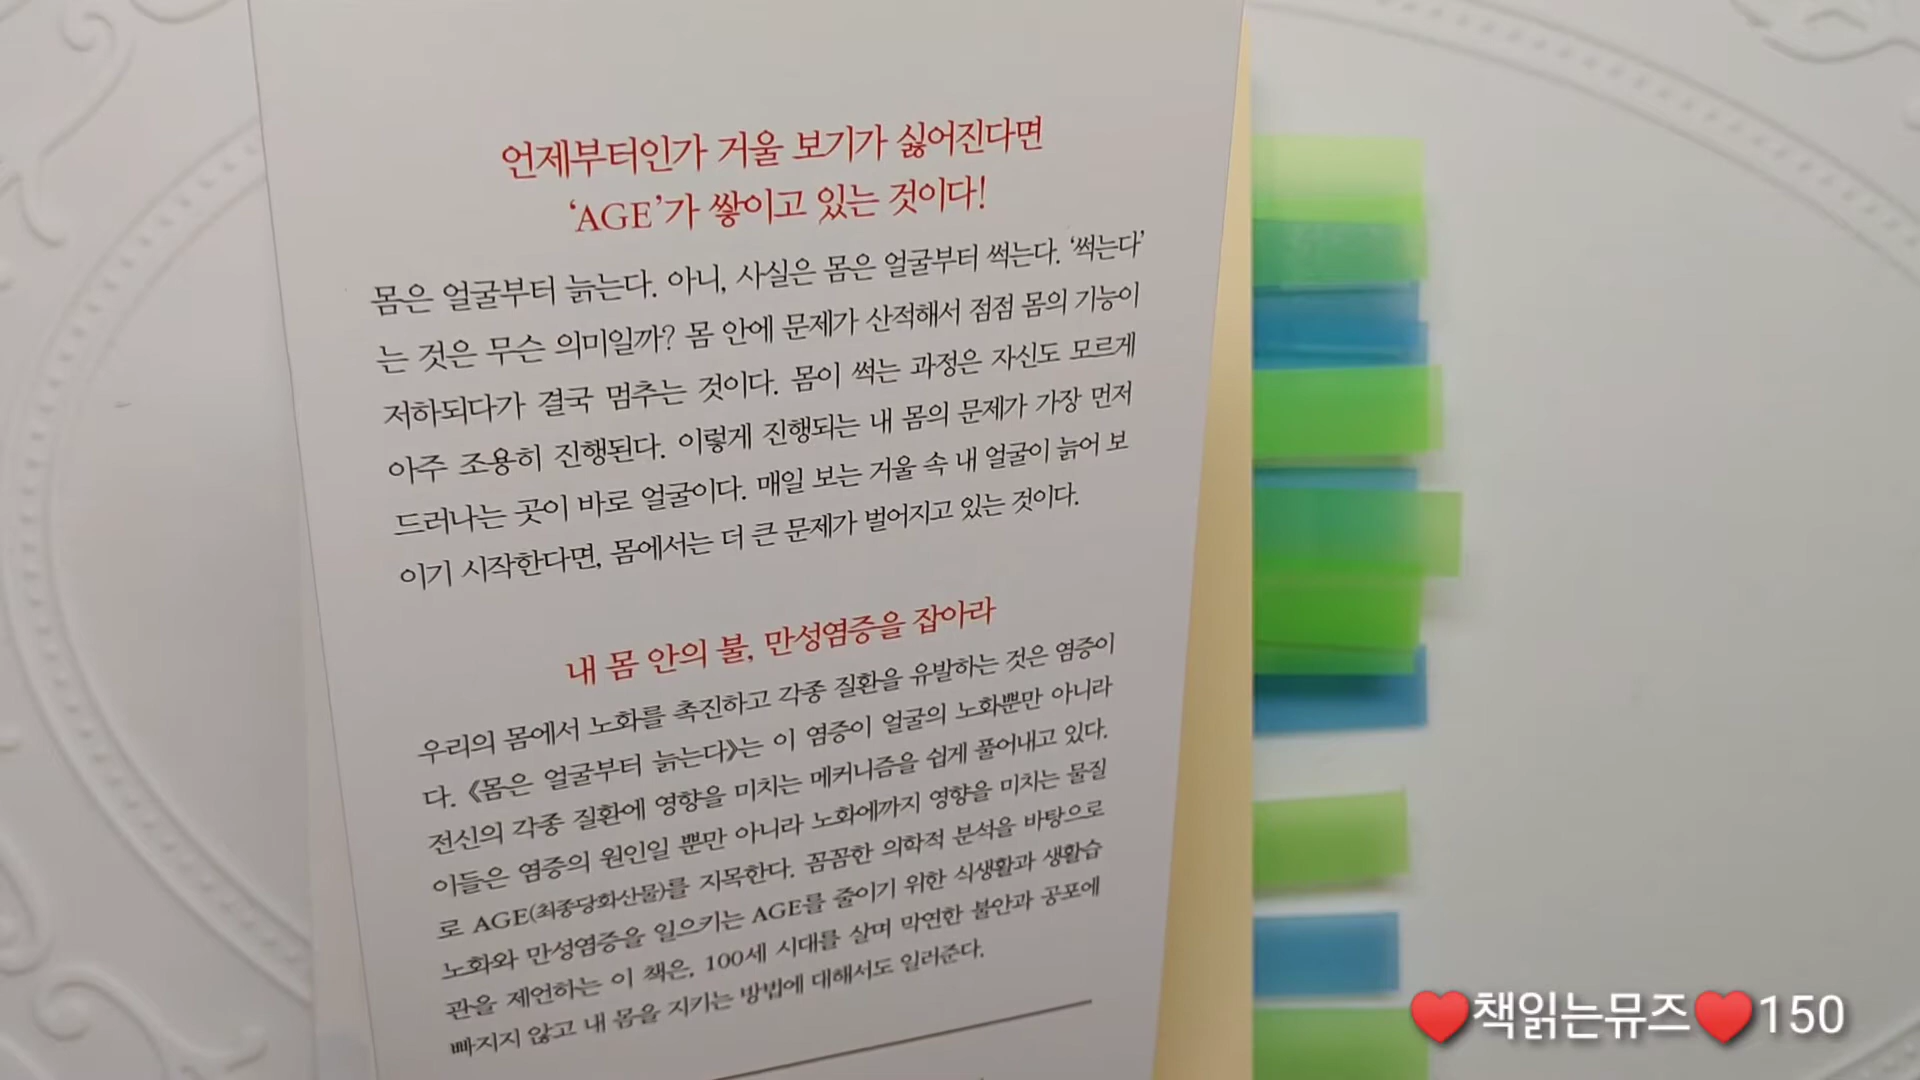 언제부터인가 거울 보기가 싫어진다면
‘AGE’가 쌓이고 있는 것이다!
몸은 얼굴부터 늙는다. 아니, 사실은 몸은 얼굴부터 썩는다. ‘썩는다’
는 것은 무슨 의미일까? 몸 안에 문제가 산적해서 점점 몸의 기능이
저하되다가 결국 멈추는 것이다. 몸이 썩는 과정은 자신도 모르게
아주 조용히 진행된다. 이렇게 진행되는 내 몸의 문제가 가장 먼저
드러나는 곳이 바로 얼굴이다. 매일 보는 거울 속 내 얼굴이 늙어 보
이기 시작한다면, 몸에서는 더 큰 문제가 벌어지고 있는 것이다.
내 몸 안의 불, 만성염증을 잡아라
우리의 몸에서 노화를 촉진하고 각종 질환을 유발하는 것은 염증이
다. 《몸은 얼굴부터 늙는다》는 이 염증이 얼굴의 노화뿐만 아니라
전신의 각종 질환에 영향을 미치는 메커니즘을 쉽게 풀어내고 있다.
이들은 염증의 원인일 뿐만 아니라 노화에까지 영향을 미치는 물질
로 AGE(최종당화산물)를 지목한다. 꼼꼼한 의학적 분석을 바탕으로
노화와 만성염증을 일으키는 AGE를 줄이기 위한 식생활과 생활습
관을 제언하는 이 책은, 100세 시대를 살며 막연한 불안과 공포에
빠지지 않고 내 몸을 지키는 방법에 대해서도 일러준다.
♥책읽는뮤즈♥150